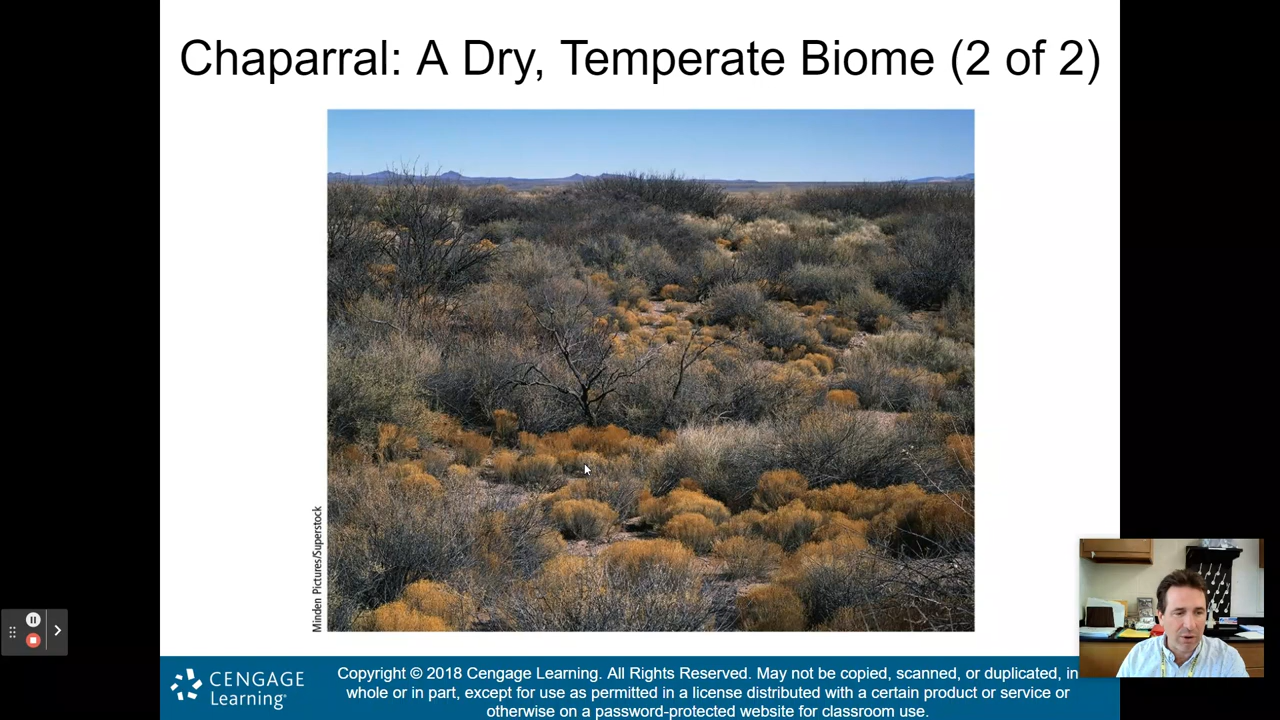 Chaparral: A Dry, Temperate Biome (2 of 2)
Minden Pictures/Superstock
CENGAGE
Learning®
Copyright © 2018 Cengage Learning. All Rights Reserved. May not be copied, scanned, or duplicated, in
whole or in part, except for use as permitted in a license distributed with a certain product or service or
otherwise on a password-protected website for classroom use.